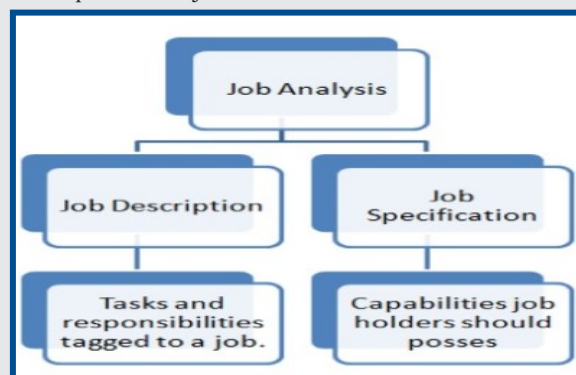 Job Analysis
Job Description
Job
Specification
Tasks and
responsibilities
tagged to a job.
Capabilities job
holders should
posses